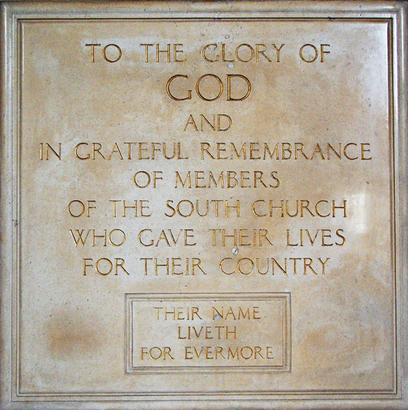 TO THE GLORY OF
GOD
AND
IN GRATEFUL REMEMBRANCE
OF MEMBERS
OF THE SOUTH CHURCH
WHO GAVE THEIR LIVES
FOR THEIR COUNTRY
THEIR NAME
LIVETH
FOR EVERMORE